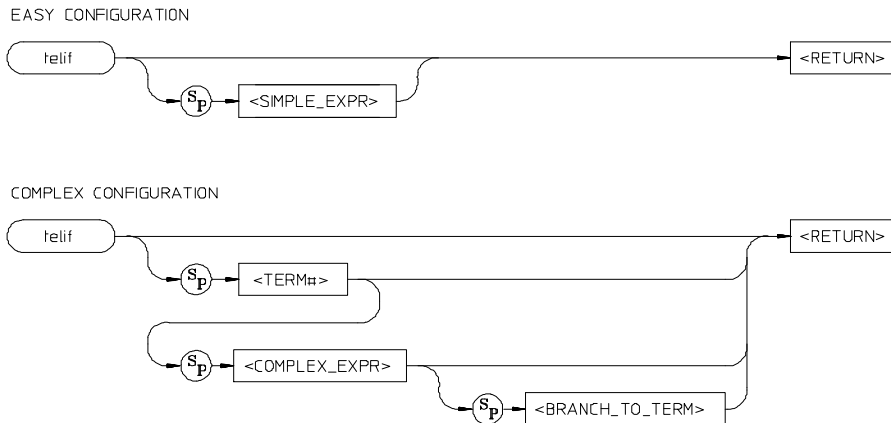 EASY CONFIGURATION
telif <RETURN>
Sp <SIMPLE_EXPR>
COMPLEX CONFIGURATION
telif <RETURN>
Sp <TERM#>
Sp <COMPLEX_EXPR>
Sp <BRANCH_TO_TERM>